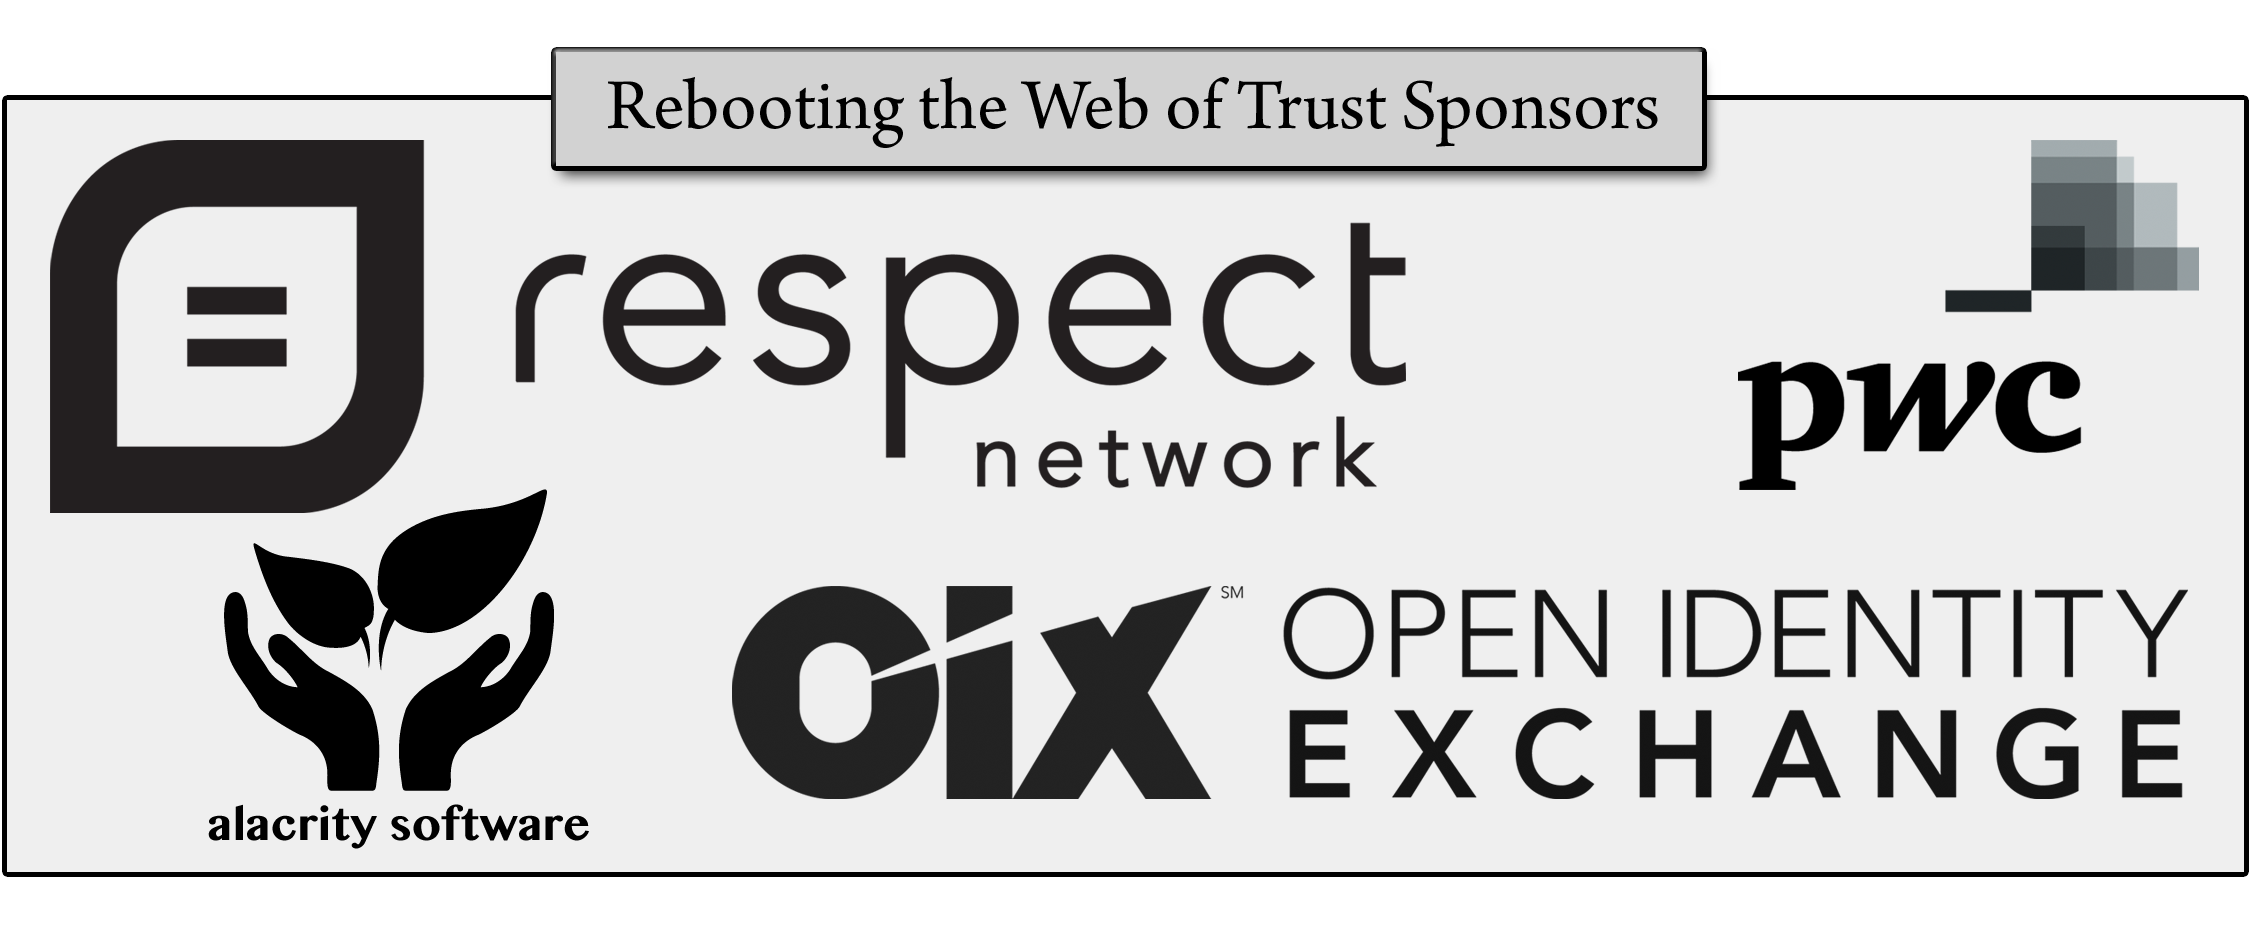 Rebooting the Web of Trust Sponsors
=
respect
network
pwc
alacrity software
oix SM
OPEN IDENTITY
EXCHANGE